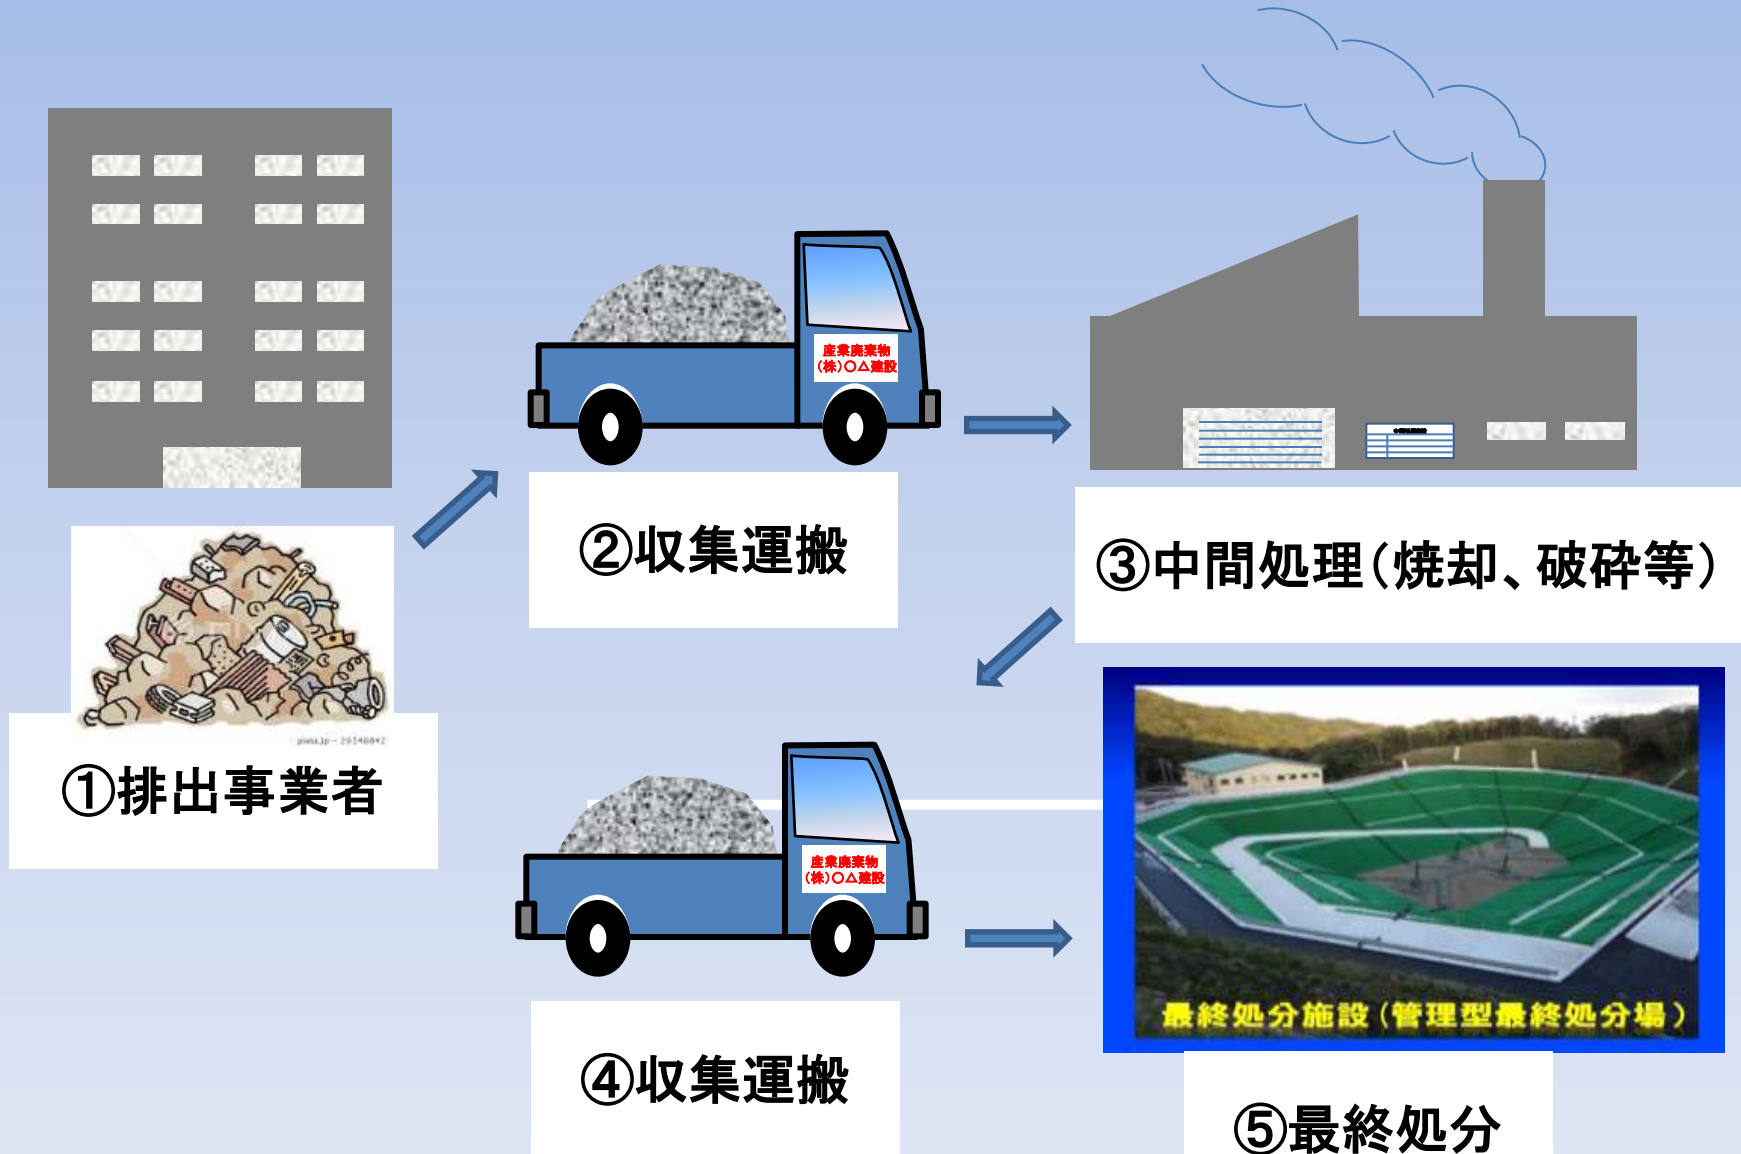 産業廃棄物
(株)○△建設
②収集運搬
③中間処理(焼却、破砕等)
pixta.jp - 20140842
①排出事業者
産業廃棄物
(株)○△建設
最終処分施設(管理型最終処分場)
④収集運搬
⑤最終処分